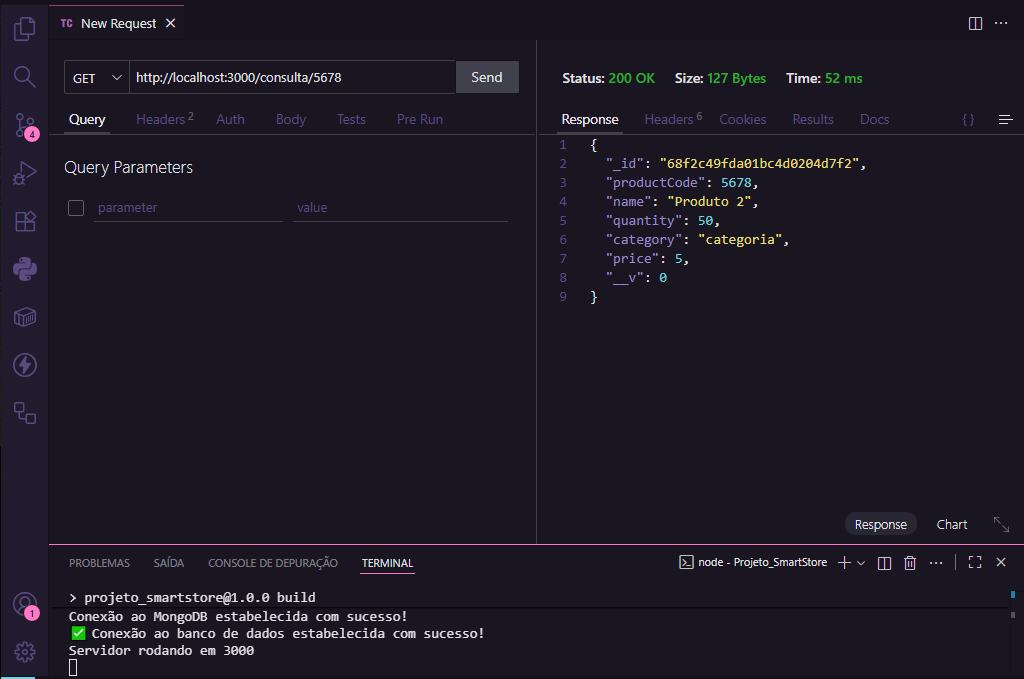 TC New Request
GET http://localhost:3000/consulta/5678 Send
Query Headers 2 Auth Body Tests Pre Run
Query Parameters
parameter value
Status: 200 OK Size: 127 Bytes Time: 52 ms
Response Headers 6 Cookies Results Docs { }
1 {
2 "_id": "68f2c49fda01bc4d0204d7f2",
3 "productCode": 5678,
4 "name": "Produto 2",
5 "quantity": 50,
6 "category": "categoria",
7 "price": 5,
8 "__v": 0
9 }
Response Chart
4
1
PROBLEMAS SAÍDA CONSOLE DE DEPURAÇÃO TERMINAL node - Projeto_SmartStore
> projeto_smartstore@1.0.0 build
Conexão ao MongoDB estabelecida com sucesso!
✅ Conexão ao banco de dados estabelecida com sucesso!
Servidor rodando em 3000